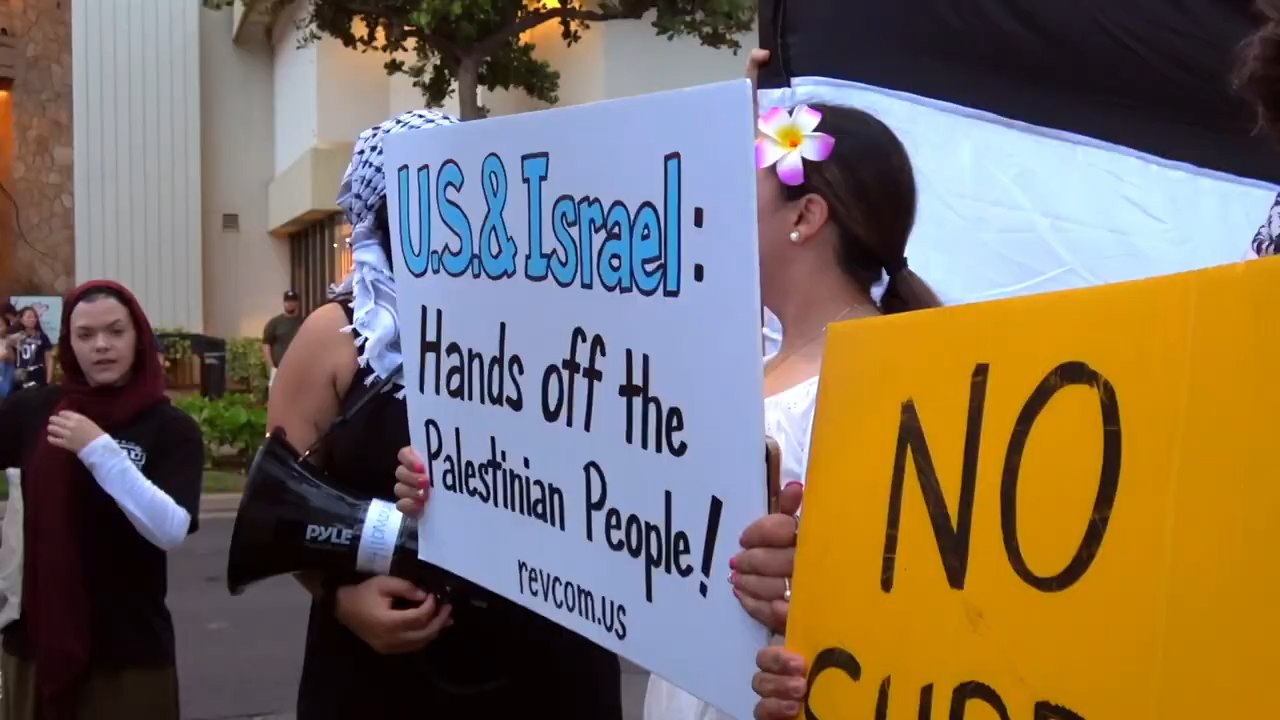 U.S.& Israel:
Hands off the
Palestinian People!
revcom.us
NO
PYLE